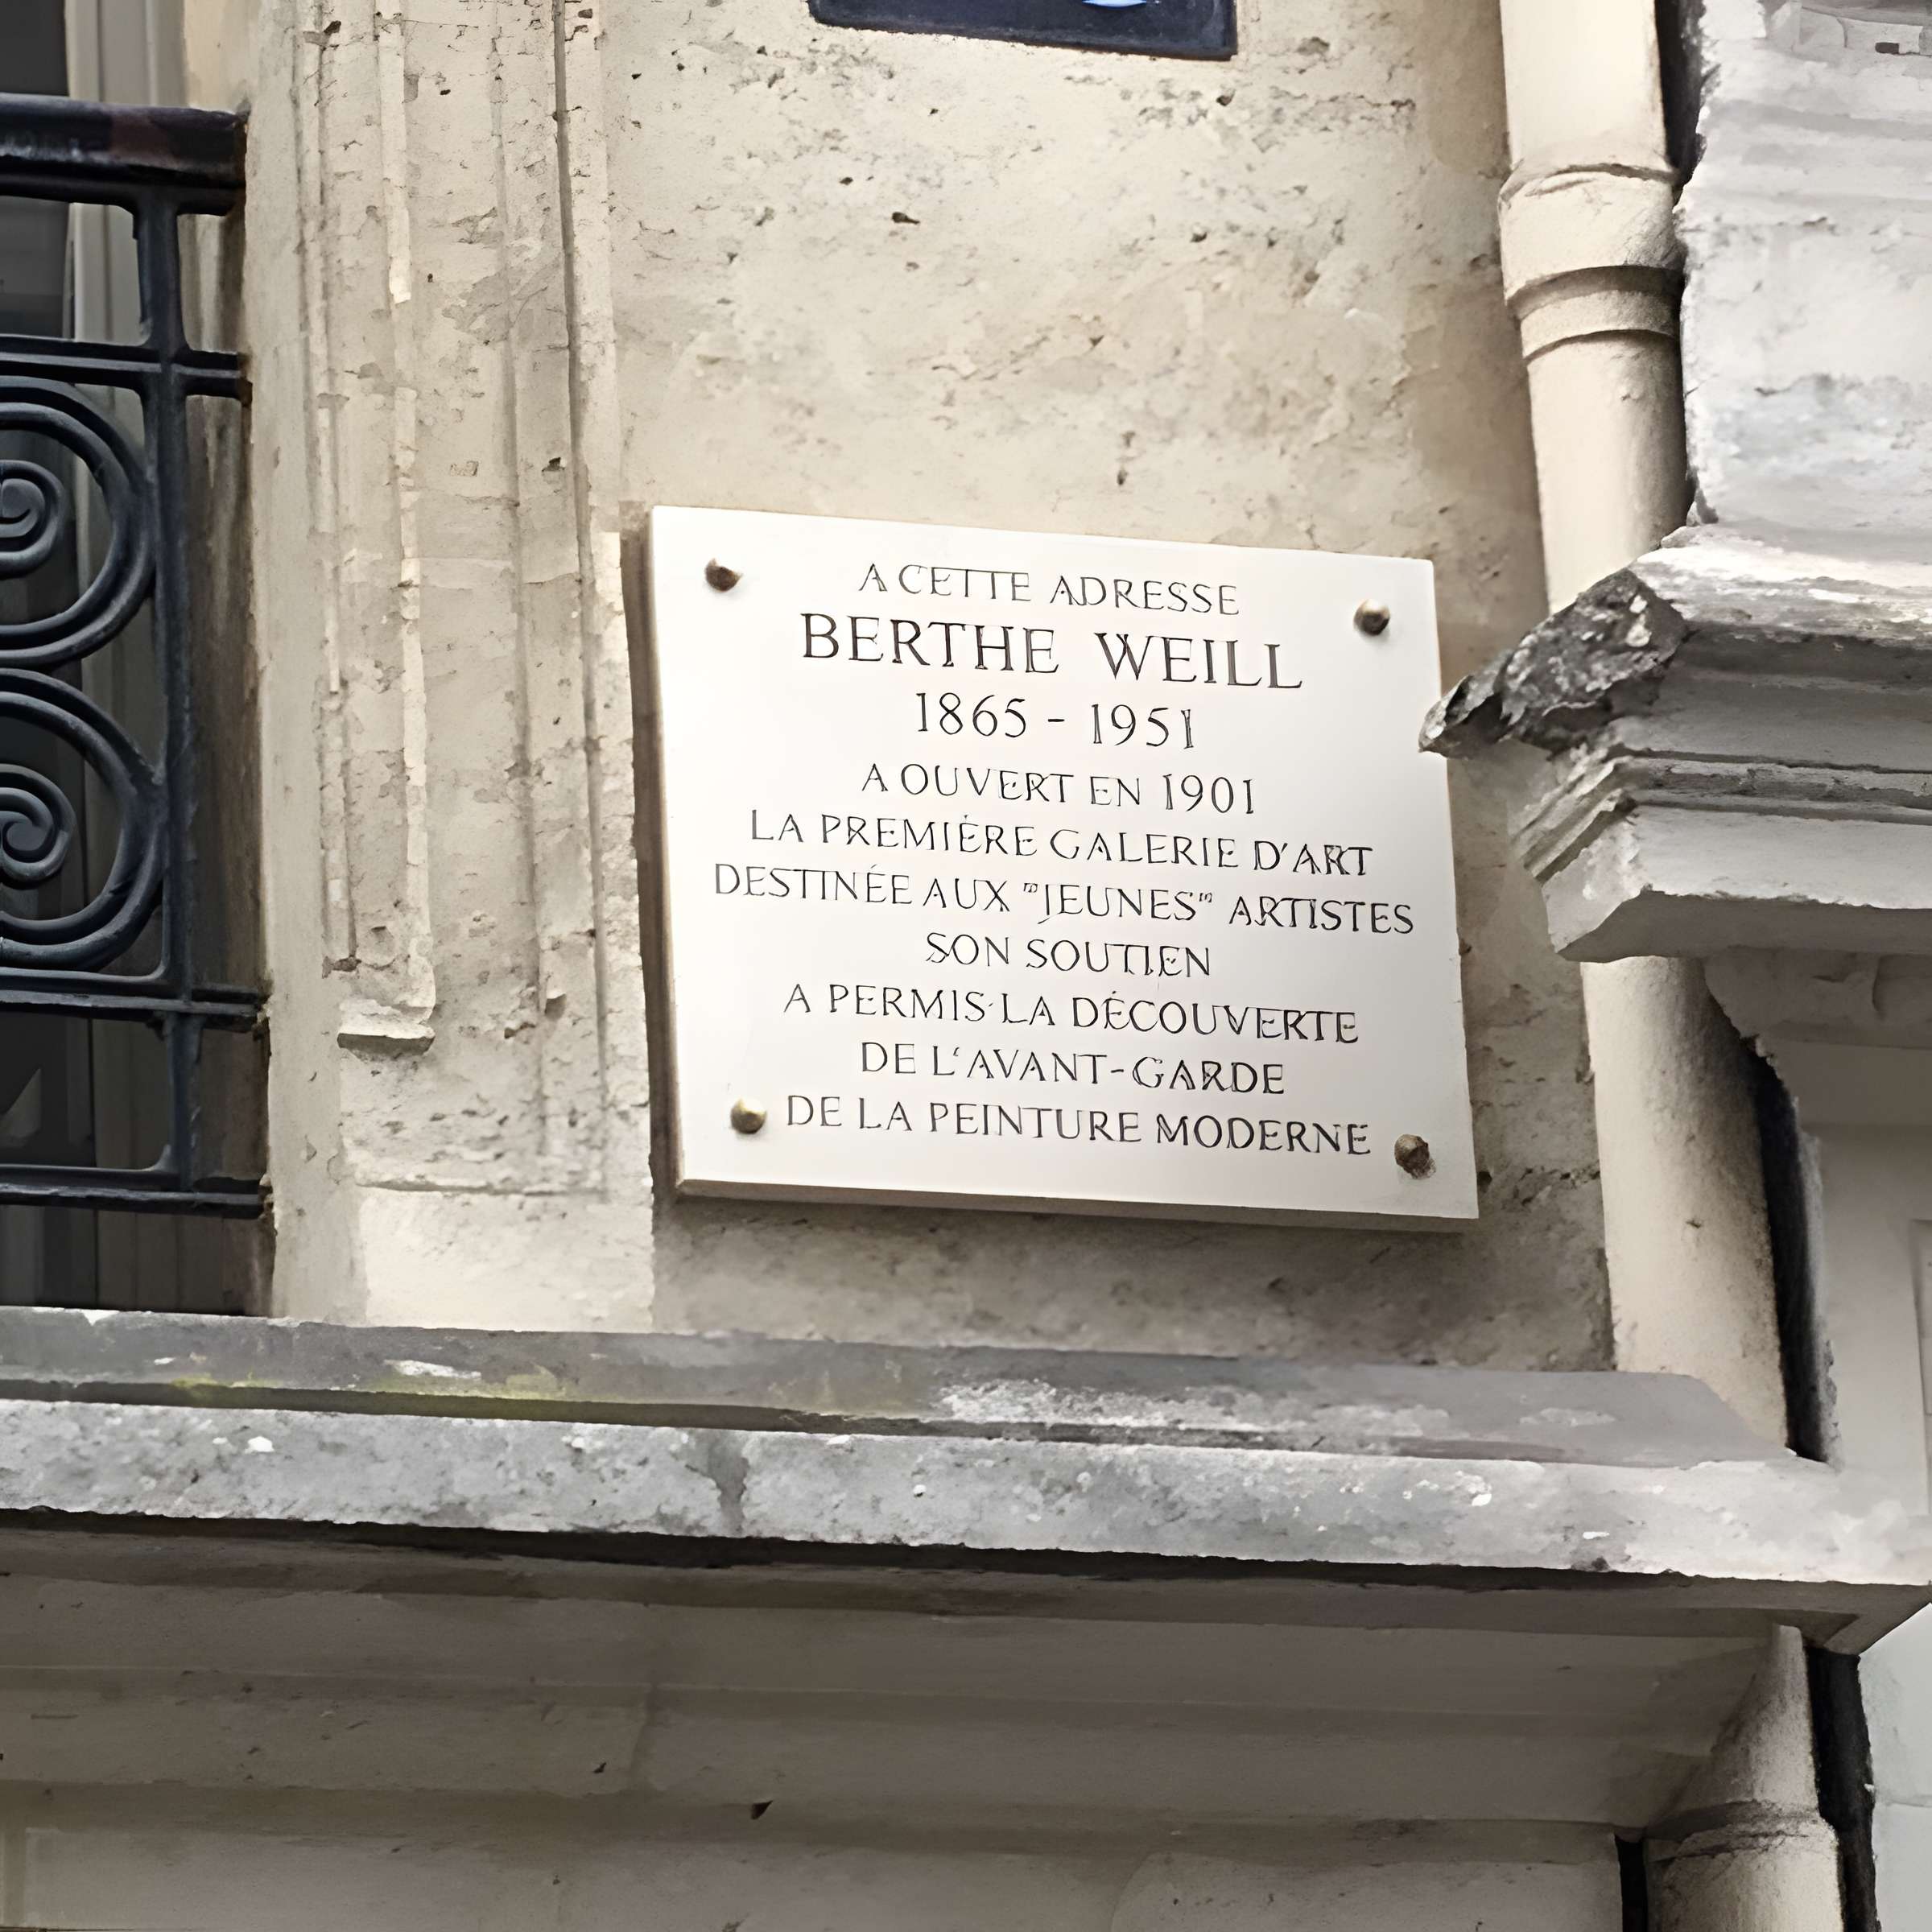 A CETTE ADRESSE
BERTHE WEILL
1865 - 1951
A OUVERT EN 1901
LA PREMIÈRE GALERIE D'ART
DESTINÉE AUX "JEUNES" ARTISTES
SON SOUTIEN
A PERMIS LA DÉCOUVERTE
DE L'AVANT-GARDE
DE LA PEINTURE MODERNE